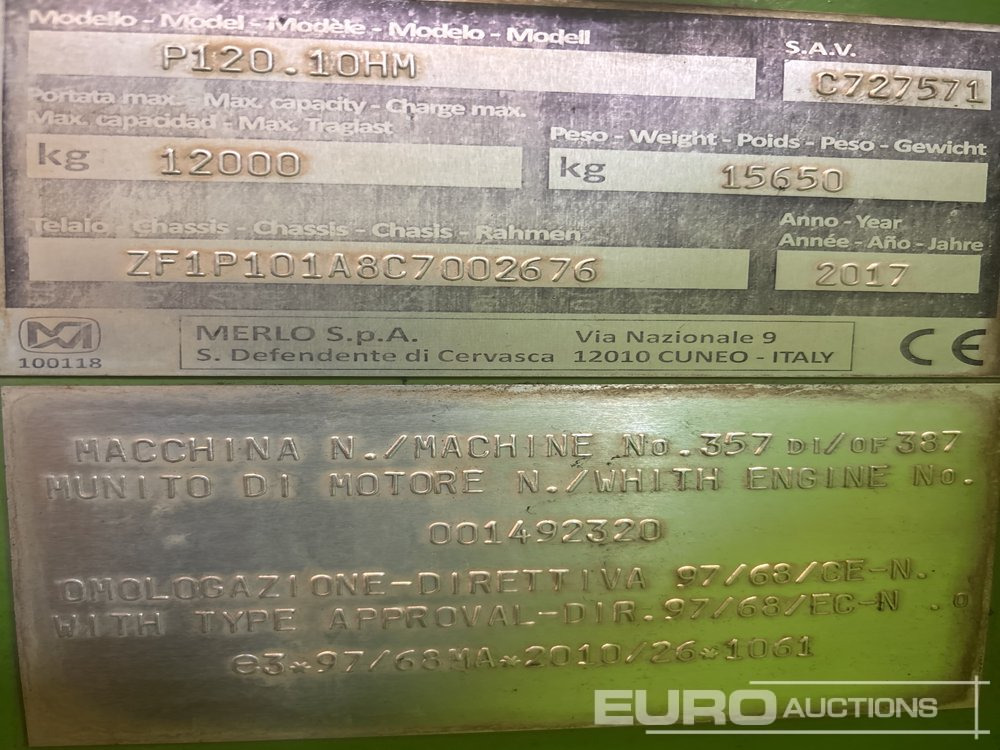 Modello - Model - Modèle - Modelo - Modell
P120.10HM
S.A.V.
C727571
Portata max. - Max. capacity - Charge max.
Max. capacidad - Max. Traglast
kg 12000
Peso - Weight - Poids - Peso - Gewicht
kg 15650
Telaio - Chassis - Chassis - Chasis - Rahmen
ZF1P101A8C7002676
Anno - Year
Année - Año - Jahre
2017
100118
MERLO S.p.A.
S. Defendente di Cervasca
Via Nazionale 9
12010 CUNEO - ITALY
CE
MACCHINA N./MACHINE No.357 DI/OF 387
MUNITO DI MOTORE N./WHITH ENGINE No.
001492320
OMOLOGAZIONE-DIRETTIVA 97/68/CE-N.
WITH TYPE APPROVAL-DIR.97/68/EC-N .o
e3*97/68MA*2010/26*1061
EURO AUCTIONS